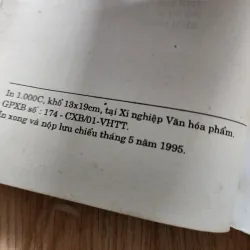 In 1.000C, khổ 13x19cm, tại Xí nghiệp Văn hóa phẩm.
GPXB số: 174 - CXB/01-VHTT.
In xong và nộp lưu chiểu tháng 5 năm 1995.